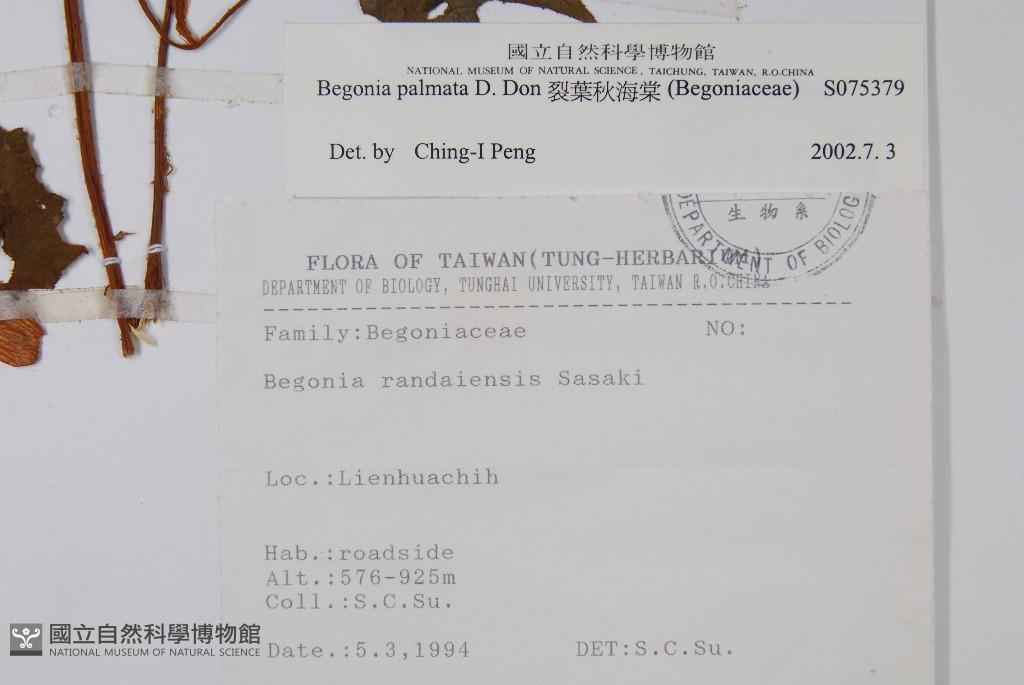 國立自然科學博物館
NATIONAL MUSEUM OF NATURAL SCIENCE, TAICHUNG, TAIWAN, R.O.CHINA
Begonia palmata D. Don 裂葉秋海棠 (Begoniaceae) S075379
Det. by Ching-I Peng 2002.7. 3
生物系
DEPARTMENT OF BIOLOG
FLORA OF TAIWAN(TUNG-HERBARIUM)
DEPARTMENT OF BIOLOGY, TUNGHAI UNIVERSITY, TAIWAN R.O.CHINA
Family:Begoniaceae NO:
Begonia randaiensis Sasaki
Loc.:Lienhuachih
Hab.:roadside
Alt.:576-925m
Coll.:S.C.Su.
Date.:5.3,1994 DET:S.C.Su.
國立自然科學博物館
NATIONAL MUSEUM OF NATURAL SCIENCE